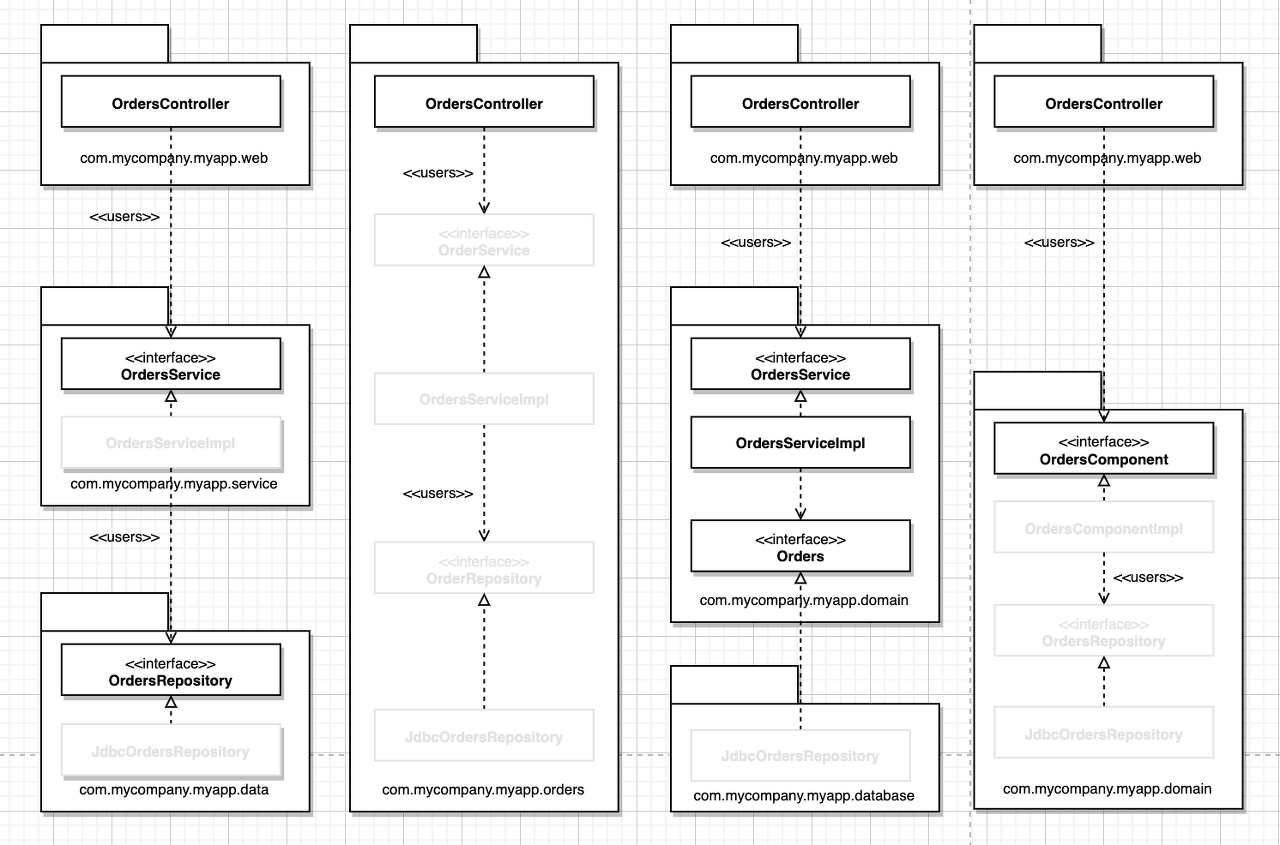 OrdersController
com.mycompany.myapp.web
<<users>>
<<interface>>
OrdersService
OrdersServiceImpl
com.mycompany.myapp.service
<<users>>
<<interface>>
OrdersRepository
JdbcOrdersRepository
com.mycompany.myapp.data
OrdersController
<<users>>
<<interface>>
OrderService
OrdersServiceImpl
<<users>>
<<interface>>
OrderRepository
JdbcOrdersRepository
com.mycompany.myapp.orders
OrdersController
com.mycompany.myapp.web
<<users>>
<<interface>>
OrdersService
OrdersServiceImpl
<<interface>>
Orders
com.mycompany.myapp.domain
JdbcOrdersRepository
com.mycompany.myapp.database
OrdersController
com.mycompany.myapp.web
<<users>>
<<interface>>
OrdersComponent
OrdersComponentImpl
<<users>>
<<interface>>
OrdersRepository
JdbcOrdersRepository
com.mycompany.myapp.domain